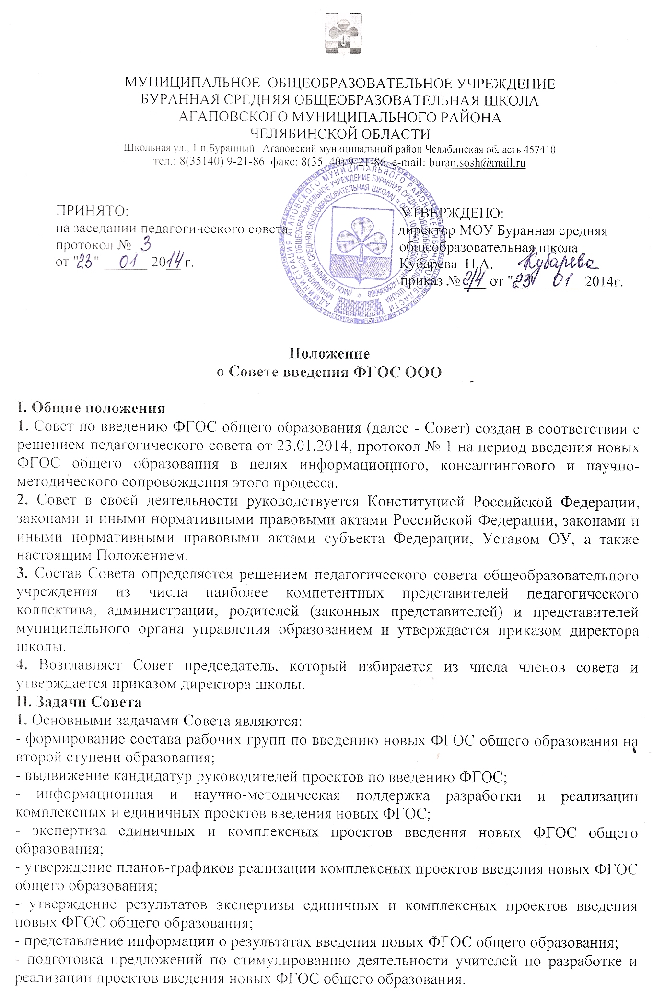 МУНИЦИПАЛЬНОЕ ОБЩЕОБРАЗОВАТЕЛЬНОЕ УЧРЕЖДЕНИЕ
БУРАННАЯ СРЕДНЯЯ ОБЩЕОБРАЗОВАТЕЛЬНАЯ ШКОЛА
АГАПОВСКОГО МУНИЦИПАЛЬНОГО РАЙОНА
ЧЕЛЯБИНСКОЙ ОБЛАСТИ
Школьная ул., 1 п.Буранный Агаповский муниципальный район Челябинская область 457410
тел.: 8(35140) 9-21-86 факс: 8(35140) 9-21-86 e-mail: buran.sosh@mail.ru
ПРИНЯТО:
на заседании педагогического совета
протокол № 3
от "23" 01 2014 г.
УТВЕРЖДЕНО:
директор МОУ Буранная средняя
общеобразовательная школа
Кубарева Н.А. Кубарева
приказ № 2/4 от "23" 01 2014г.
Положение
о Совете введения ФГОС ООО
I. Общие положения
1. Совет по введению ФГОС общего образования (далее - Совет) создан в соответствии с
решением педагогического совета от 23.01.2014, протокол № 1 на период введения новых
ФГОС общего образования в целях информационного, консалтингового и научно-
методического сопровождения этого процесса.
2. Совет в своей деятельности руководствуется Конституцией Российской Федерации,
законами и иными нормативными правовыми актами Российской Федерации, законами и
иными нормативными правовыми актами субъекта Федерации, Уставом ОУ, а также
настоящим Положением.
3. Состав Совета определяется решением педагогического совета общеобразовательного
учреждения из числа наиболее компетентных представителей педагогического
коллектива, администрации, родителей (законных представителей) и представителей
муниципального органа управления образованием и утверждается приказом директора
школы.
4. Возглавляет Совет председатель, который избирается из числа членов совета и
утверждается приказом директора школы.
II. Задачи Совета
1. Основными задачами Совета являются:
- формирование состава рабочих групп по введению новых ФГОС общего образования на
второй ступени образования;
- выдвижение кандидатур руководителей проектов по введению ФГОС;
- информационная и научно-методическая поддержка разработки и реализации
комплексных и единичных проектов введения новых ФГОС;
- экспертиза единичных и комплексных проектов введения новых ФГОС общего
образования;
- утверждение планов-графиков реализации комплексных проектов введения новых ФГОС
общего образования;
- утверждение результатов экспертизы единичных и комплексных проектов введения
новых ФГОС общего образования;
- представление информации о результатах введения новых ФГОС общего образования;
- подготовка предложений по стимулированию деятельности учителей по разработке и
реализации проектов введения новых ФГОС общего образования.